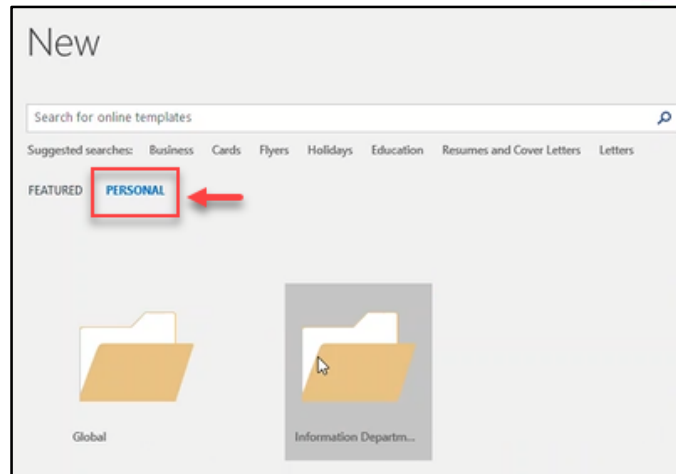 New
Search for online templates
Suggested searches: Business Cards Flyers Holidays Education Resumes and Cover Letters Letters
FEATURED PERSONAL
Global Information Departm...